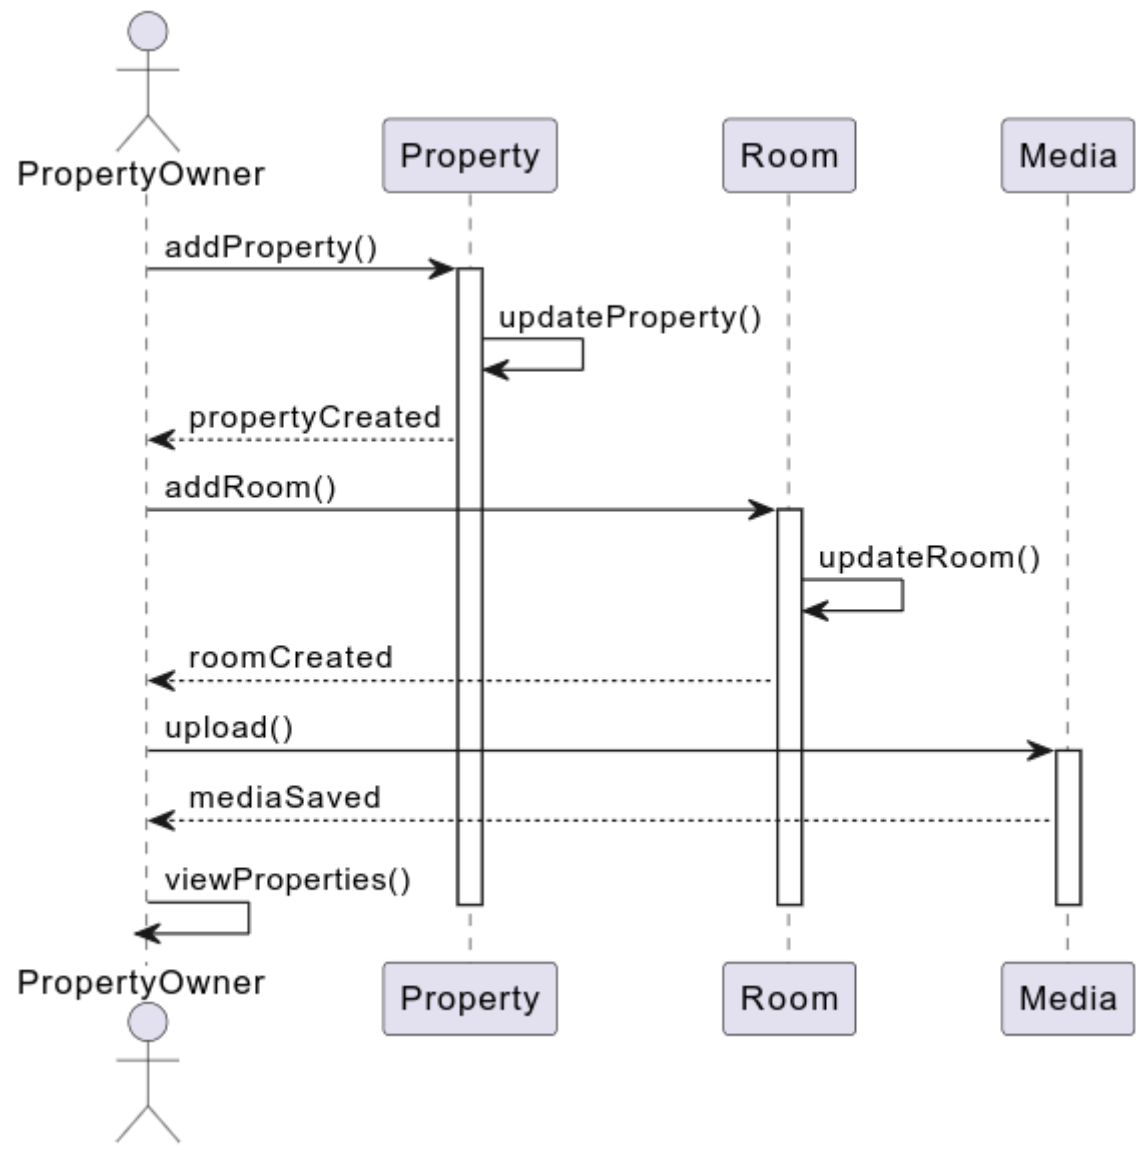 PropertyOwner
Property
Room
Media
addProperty()
updateProperty()
propertyCreated
addRoom()
updateRoom()
roomCreated
upload()
mediaSaved
viewProperties()
PropertyOwner
Property
Room
Media